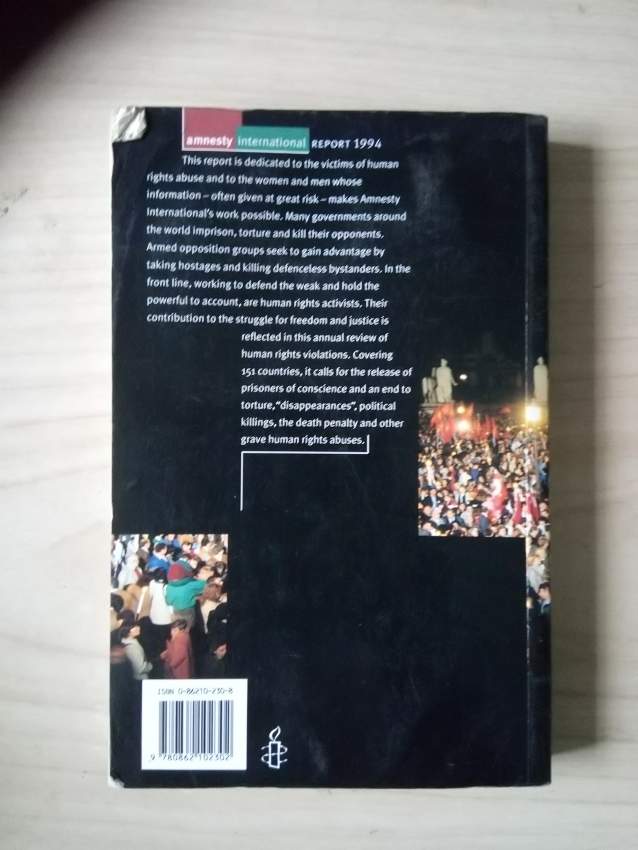 amnesty international REPORT 1994
This report is dedicated to the victims of human
rights abuse and to the women and men whose
information – often given at great risk – makes Amnesty
International's work possible. Many governments around
the world imprison, torture and kill their opponents.
Armed opposition groups seek to gain advantage by
taking hostages and killing defenceless bystanders. In the
front line, working to defend the weak and hold the
powerful to account, are human rights activists. Their
contribution to the struggle for freedom and justice is
reflected in this annual review of
human rights violations. Covering
151 countries, it calls for the release of
prisoners of conscience and an end to
torture, "disappearances", political
killings, the death penalty and other
grave human rights abuses.
ISBN 0-86210-230-8
9 780862 102302